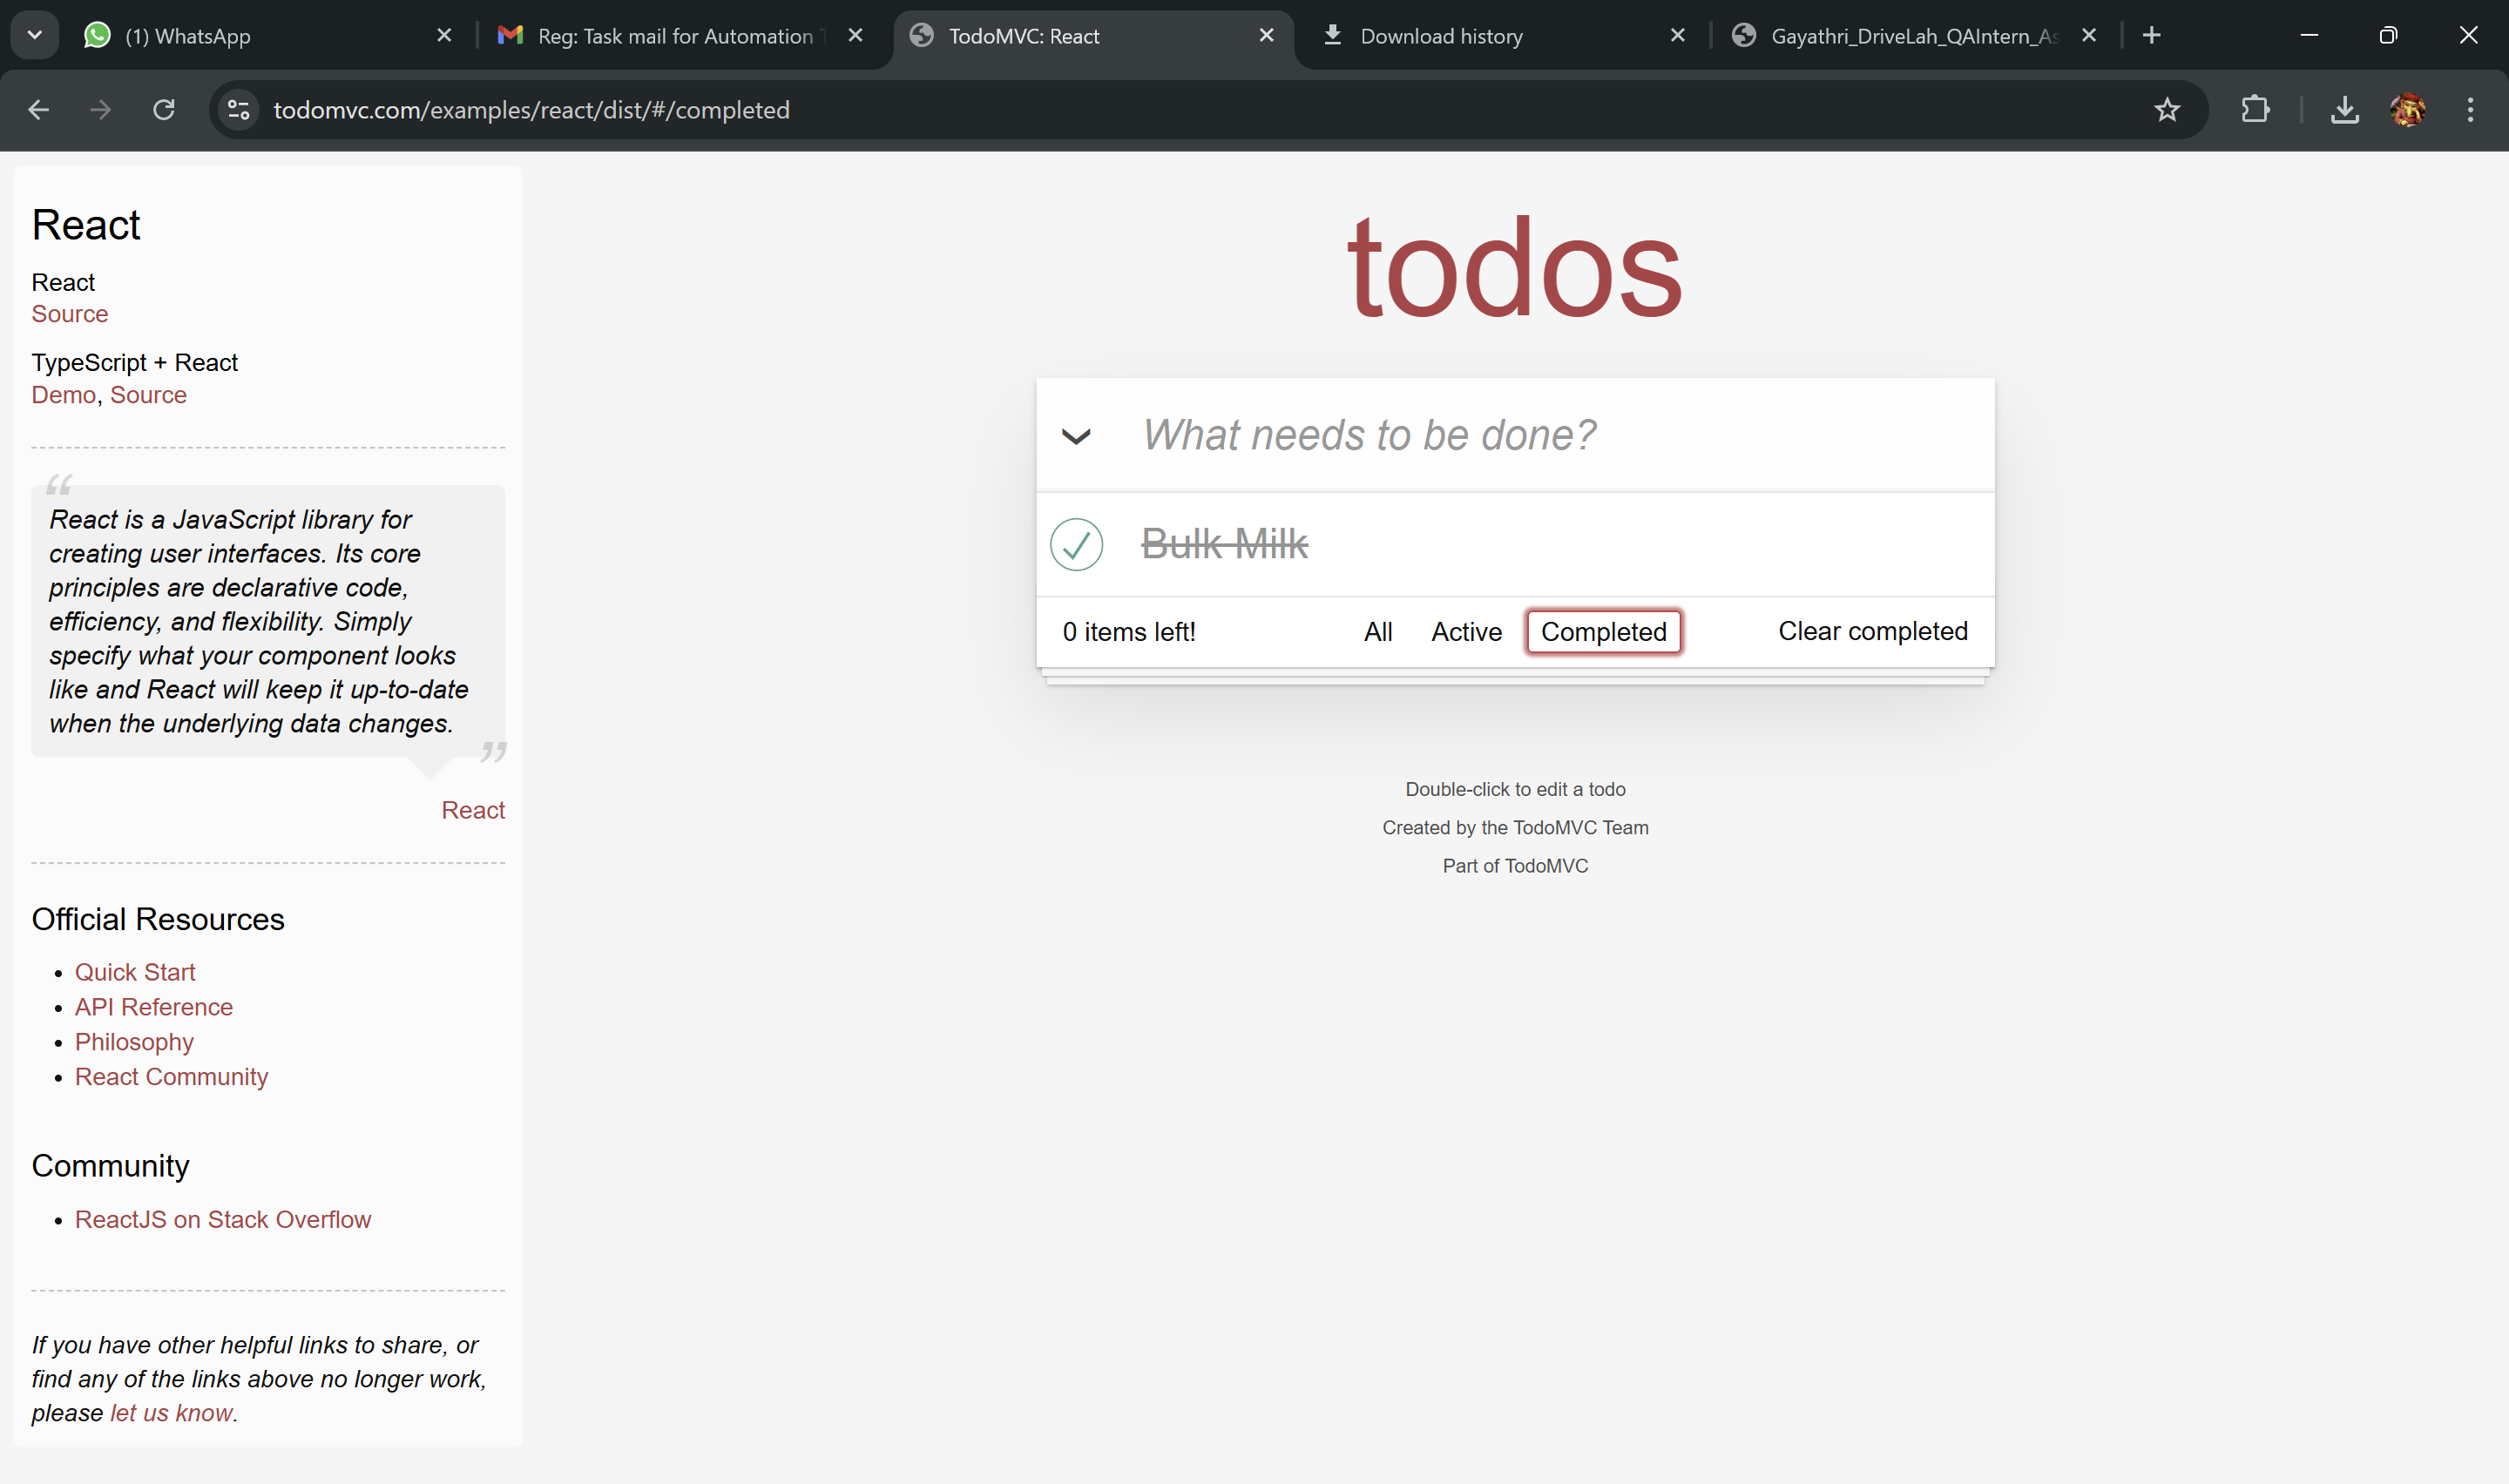 (1) WhatsApp
Reg: Task mail for Automation T
TodoMVC: React
Download history
Gayathri_DriveLah_QAIntern_As
todomvc.com/examples/react/dist/#/completed
React
React
Source
TypeScript + React
Demo, Source
“
React is a JavaScript library for
creating user interfaces. Its core
principles are declarative code,
efficiency, and flexibility. Simply
specify what your component looks
like and React will keep it up-to-date
when the underlying data changes.
”
React
Official Resources
• Quick Start
• API Reference
• Philosophy
• React Community
Community
• ReactJS on Stack Overflow
If you have other helpful links to share, or
find any of the links above no longer work,
please let us know.
todos
What needs to be done?
Bulk Milk
0 items left! All Active Completed Clear completed
Double-click to edit a todo
Created by the TodoMVC Team
Part of TodoMVC